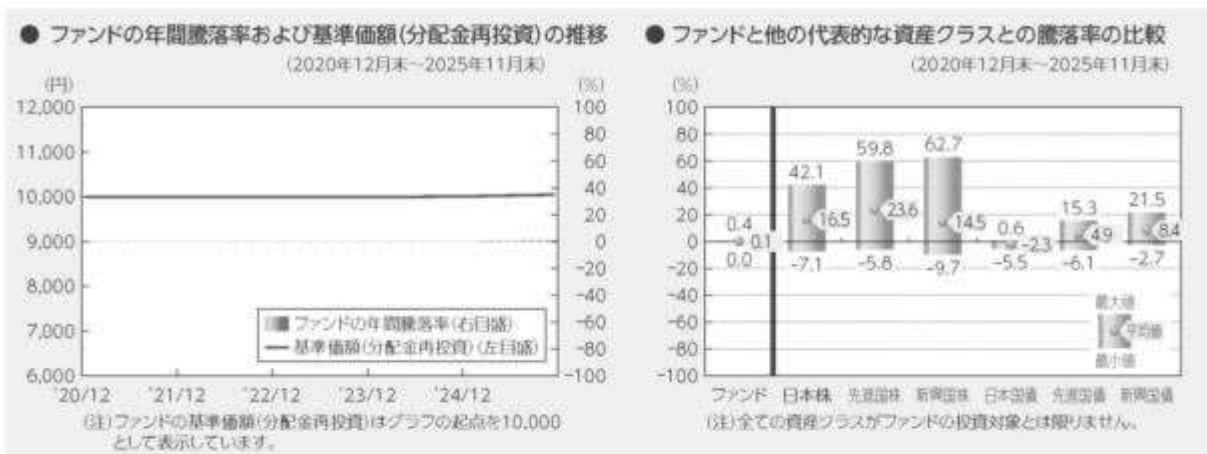 ● ファンドの年間騰落率および基準価額(分配金再投資)の推移
(2020年12月末～2025年11月末)
(円)
(%)
12,000
11,000
10,000
9,000
8,000
7,000
6,000
100
80
60
40
20
0
-20
-40
-60
-80
-100
ファンドの年間騰落率(右目盛)
基準価額(分配金再投資)(左目盛)
'20/12 '21/12 '22/12 '23/12 '24/12
(注)ファンドの基準価額(分配金再投資)はグラフの起点を10,000
として表示しています。
● ファンドと他の代表的な資産クラスとの騰落率の比較
(2020年12月末～2025年11月末)
(%)
100
80
60
40
20
0
-20
-40
-60
-80
-100
0.4 42.1 59.8 62.7 0.6 15.3 21.5
0.1 16.5 23.6 14.5 -2.3 4.9 8.4
0.0 -7.1 -5.8 -9.7 -5.5 -6.1 -2.7
最大値
平均値
最小値
ファンド 日本株 先進国株 新興国株 日本国債 先進国債 新興国債
(注)全ての資産クラスがファンドの投資対象とは限りません。